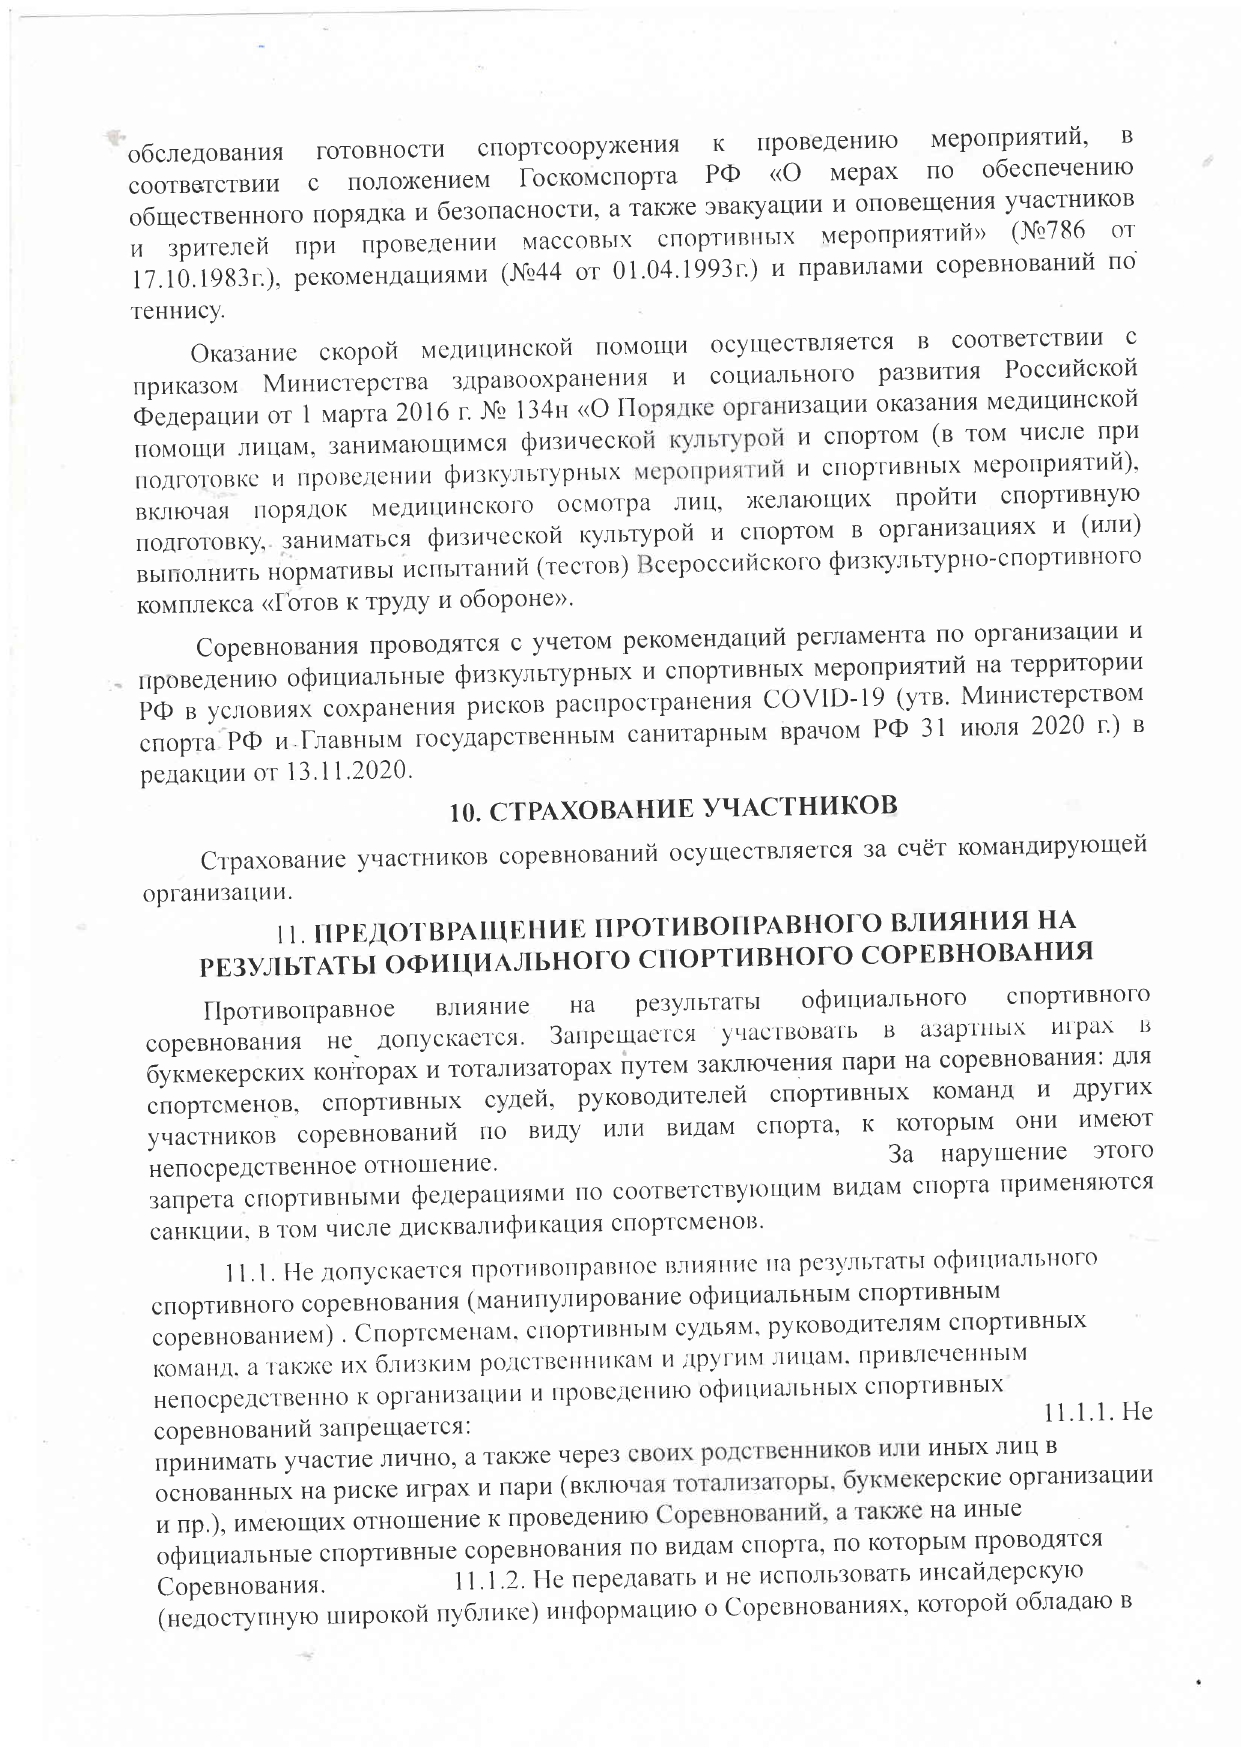 обследования готовности спортсооружения к проведению мероприятий, в
соответствии с положением Госкомспорта РФ «О мерах по обеспечению
общественного порядка и безопасности, а также эвакуации и оповещения участников
и зрителей при проведении массовых спортивных мероприятий» (№786 от
17.10.1983г.), рекомендациями (№44 от 01.04.1993г.) и правилами соревнований по
теннису.
Оказание скорой медицинской помощи осуществляется в соответствии с
приказом Министерства здравоохранения и социального развития Российской
Федерации от 1 марта 2016 г. № 134н «О Порядке организации оказания медицинской
помощи лицам, занимающимся физической культурой и спортом (в том числе при
подготовке и проведении физкультурных мероприятий и спортивных мероприятий),
включая порядок медицинского осмотра лиц, желающих пройти спортивную
подготовку, заниматься физической культурой и спортом в организациях и (или)
выполнить нормативы испытаний (тестов) Всероссийского физкультурно-спортивного
комплекса «Готов к труду и обороне».
Соревнования проводятся с учетом рекомендаций регламента по организации и
проведению официальные физкультурных и спортивных мероприятий на территории
РФ в условиях сохранения рисков распространения COVID-19 (утв. Министерством
спорта РФ и Главным государственным санитарным врачом РФ 31 июля 2020 г.) в
редакции от 13.11.2020.
10. СТРАХОВАНИЕ УЧАСТНИКОВ
Страхование участников соревнований осуществляется за счёт командирующей
организации.
11. ПРЕДОТВРАЩЕНИЕ ПРОТИВОПРАВНОГО ВЛИЯНИЯ НА
РЕЗУЛЬТАТЫ ОФИЦИАЛЬНОГО СПОРТИВНОГО СОРЕВНОВАНИЯ
Противоправное влияние на результаты официального спортивного
соревнования не допускается. Запрещается участвовать в азартных играх в
букмекерских конторах и тотализаторах путем заключения пари на соревнования: для
спортсменов, спортивных судей, руководителей спортивных команд и других
участников соревнований по виду или видам спорта, к которым они имеют
непосредственное отношение. За нарушение этого
запрета спортивными федерациями по соответствующим видам спорта применяются
санкции, в том числе дисквалификация спортсменов.
11.1. Не допускается противоправное влияние на результаты официального
спортивного соревнования (манипулирование официальным спортивным
соревнованием) . Спортсменам, спортивным судьям, руководителям спортивных
команд, а также их близким родственникам и другим лицам, привлеченным
непосредственно к организации и проведению официальных спортивных
соревнований запрещается: 11.1.1. Не
принимать участие лично, а также через своих родственников или иных лиц в
основанных на риске играх и пари (включая тотализаторы, букмекерские организации
и пр.), имеющих отношение к проведению Соревнований, а также на иные
официальные спортивные соревнования по видам спорта, по которым проводятся
Соревнования. 11.1.2. Не передавать и не использовать инсайдерскую
(недоступную широкой публике) информацию о Соревнованиях, которой обладаю в